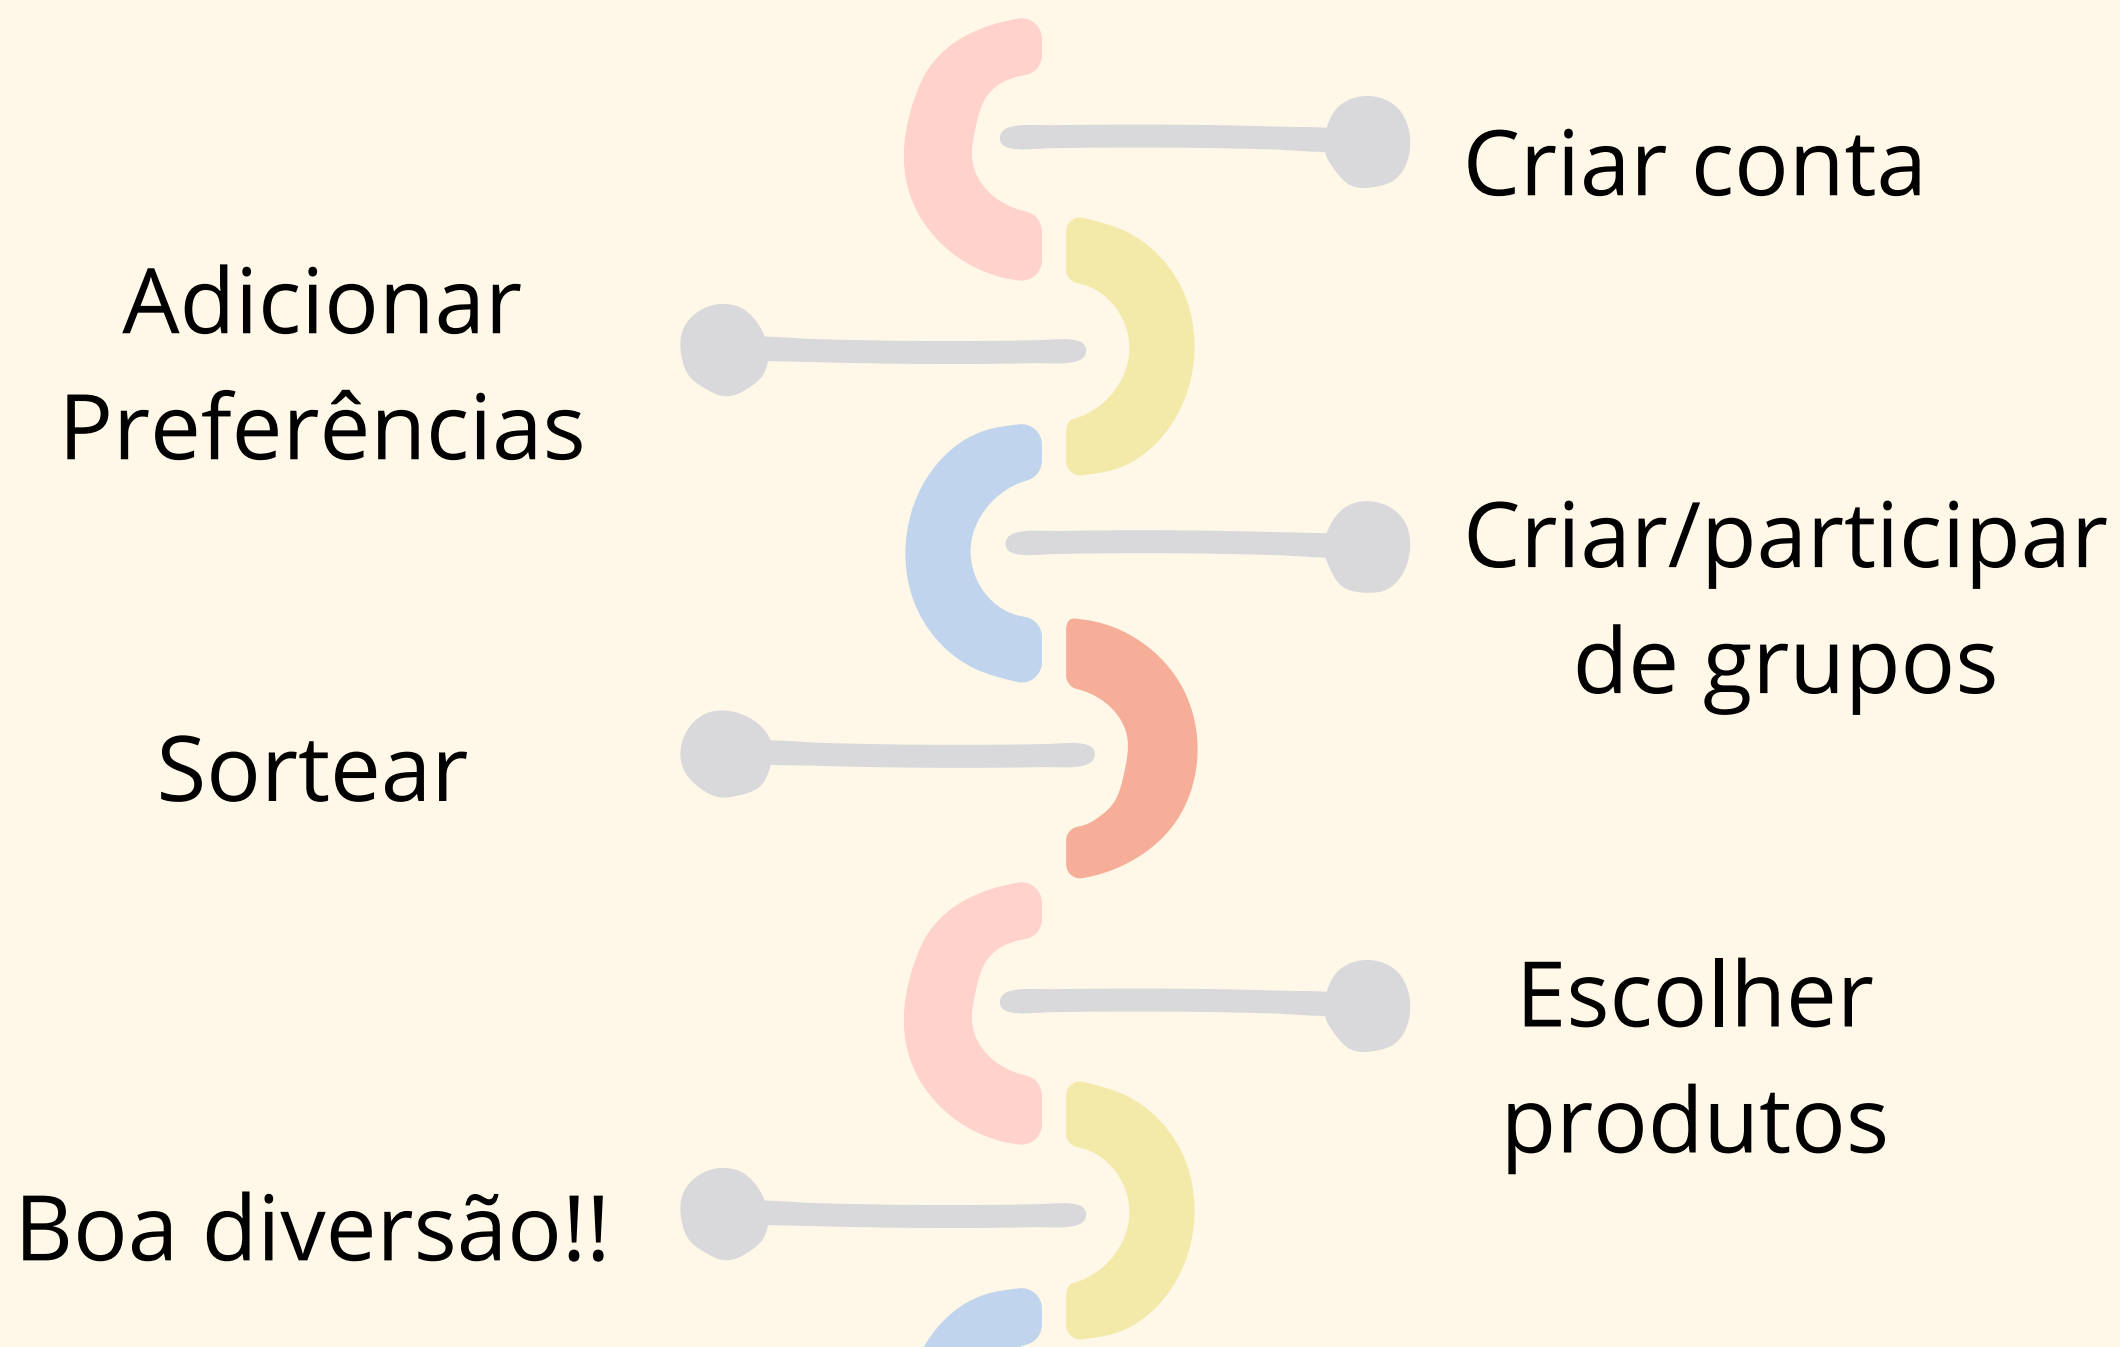 Criar conta
Adicionar
Preferências
Criar/participar
de grupos
Sortear
Escolher
produtos
Boa diversão!!